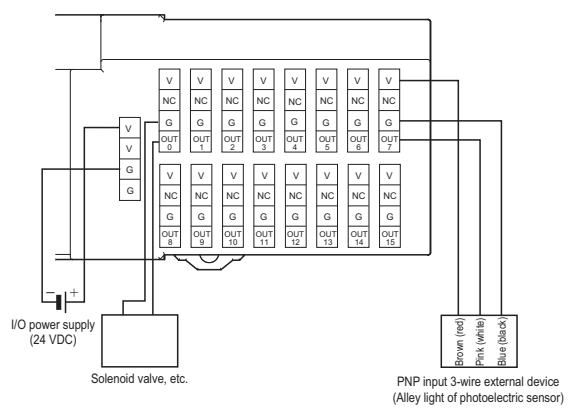 V V V V V V V V
NC NC NC NC NC NC NC NC
G G G G G G G G
OUT 0 OUT 1 OUT 2 OUT 3 OUT 4 OUT 5 OUT 6 OUT 7
V
V
G
G
V V V V V V V V
NC NC NC NC NC NC NC NC
G G G G G G G G
OUT 8 OUT 9 OUT 10 OUT 11 OUT 12 OUT 13 OUT 14 OUT 15
− +
I/O power supply
(24 VDC)
Solenoid valve, etc.
Brown (red)
Pink (white)
Blue (black)
PNP input 3-wire external device
(Alley light of photoelectric sensor)